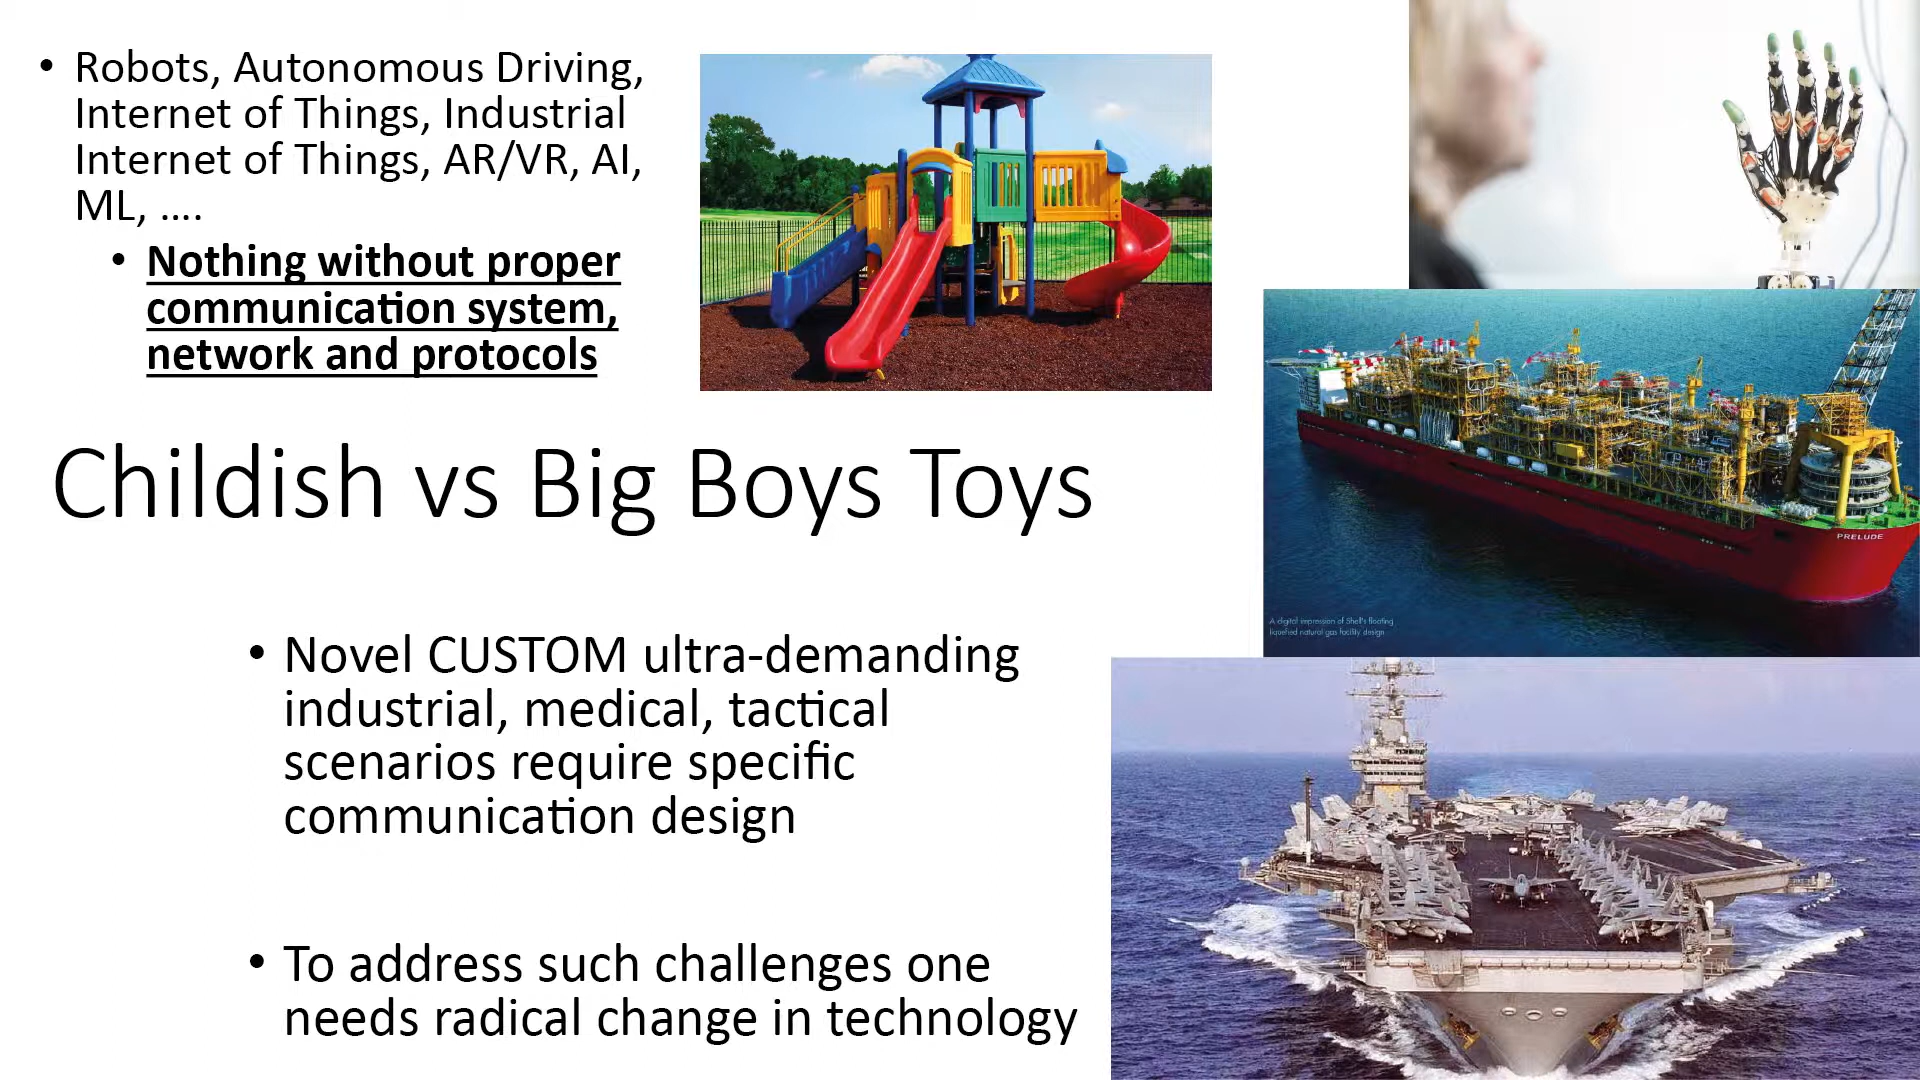 • Robots, Autonomous Driving,
Internet of Things, Industrial
Internet of Things, AR/VR, AI,
ML, ....
• Nothing without proper
communication system,
network and protocols
Childish vs Big Boys Toys
• Novel CUSTOM ultra-demanding
industrial, medical, tactical
scenarios require specific
communication design
• To address such challenges one
needs radical change in technology
PRELUDE
A digital impression of Shell's floating
liquefied natural gas facility design